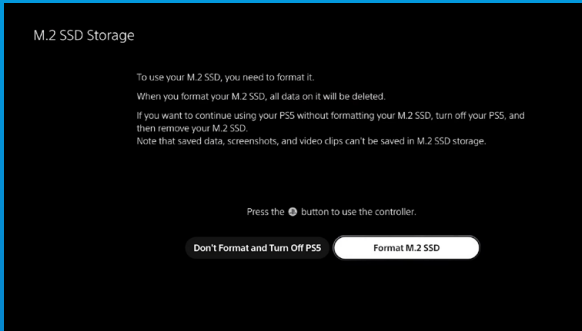 M.2 SSD Storage
To use your M.2 SSD, you need to format it.
When you format your M.2 SSD, all data on it will be deleted.
If you want to continue using your PS5 without formatting your M.2 SSD, turn off your PS5, and
then remove your M.2 SSD.
Note that saved data, screenshots, and video clips can't be saved in M.2 SSD storage.
Press the button to use the controller.
Don't Format and Turn Off PS5
Format M.2 SSD